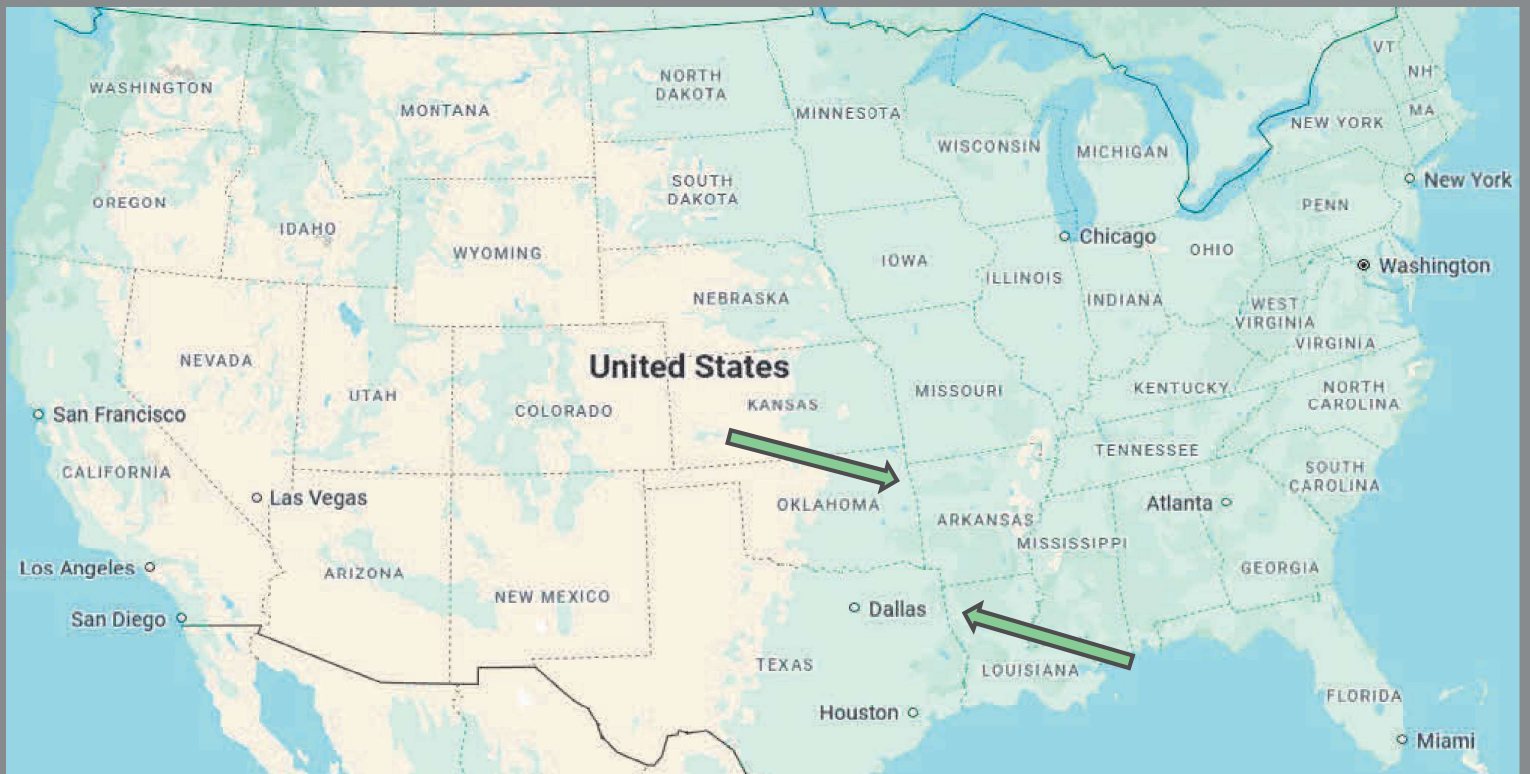 VT
NH
MA
WASHINGTON
MONTANA
NORTH
DAKOTA
MINNESOTA
WISCONSIN
MICHIGAN
NEW YORK
New York
OREGON
IDAHO
WYOMING
SOUTH
DAKOTA
PENN
Chicago
OHIO
Washington
IOWA
ILLINOIS
INDIANA
NEBRASKA
WEST
VIRGINIA
VIRGINIA
NEVADA
UTAH
COLORADO
United States
KANSAS
MISSOURI
KENTUCKY
NORTH
CAROLINA
San Francisco
CALIFORNIA
TENNESSEE
SOUTH
CAROLINA
Las Vegas
OKLAHOMA
ARKANSAS
Atlanta
MISSISSIPPI
Los Angeles
ARIZONA
NEW MEXICO
GEORGIA
San Diego
Dallas
TEXAS
LOUISIANA
FLORIDA
Houston
Miami